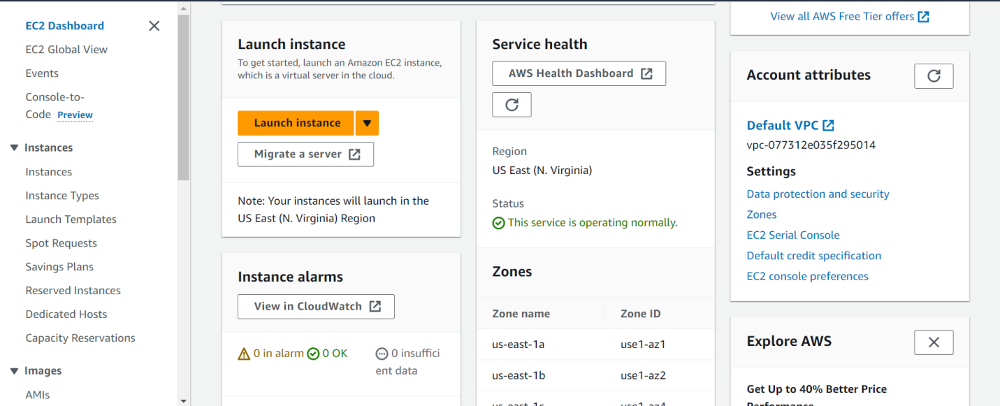 EC2 Dashboard
EC2 Global View
Events
Console-to-
Code Preview
Instances
Instances
Instance Types
Launch Templates
Spot Requests
Savings Plans
Reserved Instances
Dedicated Hosts
Capacity Reservations
Images
AMIs
Launch instance
To get started, launch an Amazon EC2 instance,
which is a virtual server in the cloud.
Launch instance
Migrate a server
Note: Your instances will launch in the
US East (N. Virginia) Region
Instance alarms
View in CloudWatch
0 in alarm 0 OK 0 insuffici
ent data
Service health
AWS Health Dashboard
Region
US East (N. Virginia)
Status
This service is operating normally.
Zones
Zone name Zone ID
us-east-1a use1-az1
us-east-1b use1-az2
us-east-1c use1-az4
View all AWS Free Tier offers
Account attributes
Default VPC
vpc-077312e035f295014
Settings
Data protection and security
Zones
EC2 Serial Console
Default credit specification
EC2 console preferences
Explore AWS
Get Up to 40% Better Price
Performance